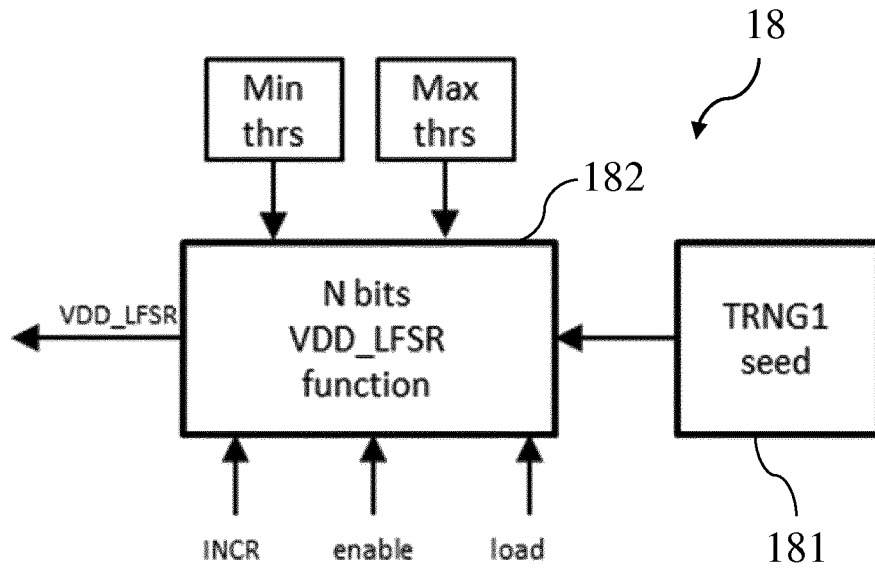 18
Min
thrs
Max
thrs
182
VDD_LFSR
N bits
VDD_LFSR
function
TRNG1
seed
INCR
enable
load
181